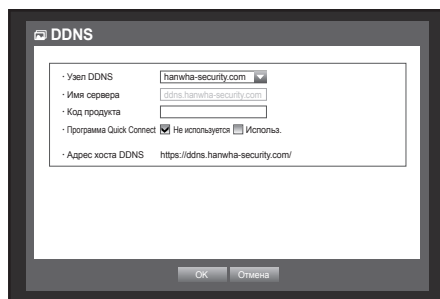 DDNS
· Узел DDNS hanwha-security.com
· Имя сервера ddns.hanwha-security.com
· Код продукта
· Программа Quick Connect Не используется Использ.
· Адрес хоста DDNS https://ddns.hanwha-security.com/
OK Отмена